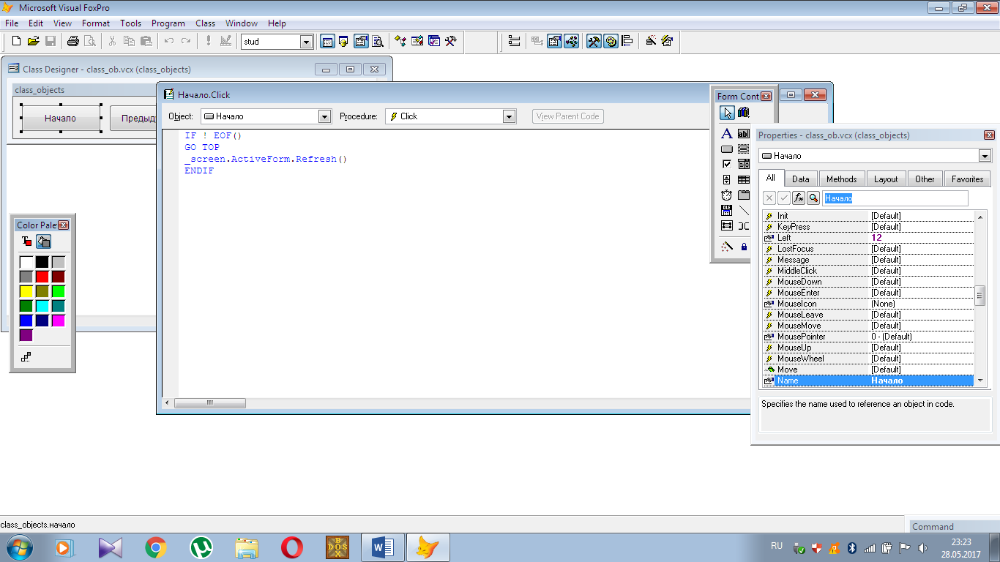 Microsoft Visual FoxPro
File Edit View Format Tools Program Class Window Help
stud
Class Designer - class_ob.vcx (class_objects)
class_objects
Начало
Предыд
Начало.Click
Object: Начало Procedure: Click View Parent Code
IF ! EOF()
GO TOP
_screen.ActiveForm.Refresh()
ENDIF
Form Cont
Color Pale
Properties - class_ob.vcx (class_objects)
Начало
All Data Methods Layout Other Favorites
Начало
Init [Default]
KeyPress [Default]
Left 12
LostFocus [Default]
Message [Default]
MiddleClick [Default]
MouseDown [Default]
MouseEnter [Default]
MouseIcon (None)
MouseLeave [Default]
MouseMove [Default]
MousePointer 0 - (Default)
MouseUp [Default]
MouseWheel [Default]
Move [Default]
Name Начало
Specifies the name used to reference an object in code.
class_objects.начало
Command
RU
23:23
28.05.2017